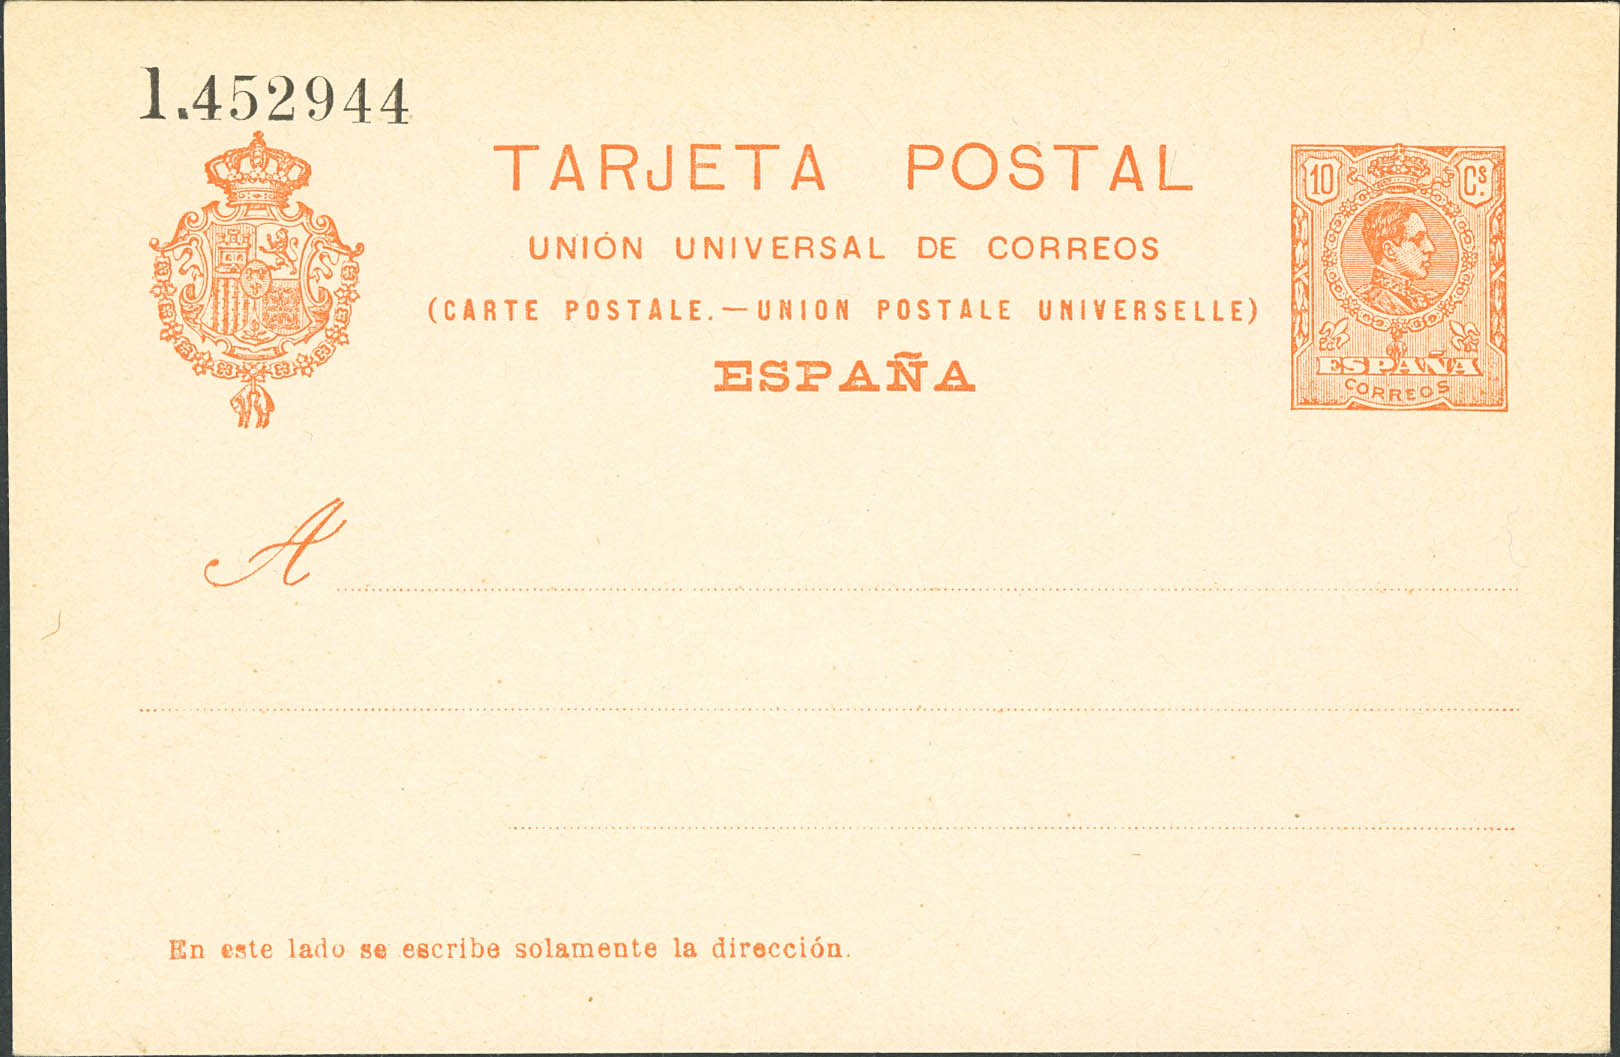 1.452944
TARJETA POSTAL
UNIÓN UNIVERSAL DE CORREOS
(CARTE POSTALE.—UNION POSTALE UNIVERSELLE)
ESPAÑA
10 Cs.
ESPAÑA
CORREOS
A
En este lado se escribe solamente la dirección.